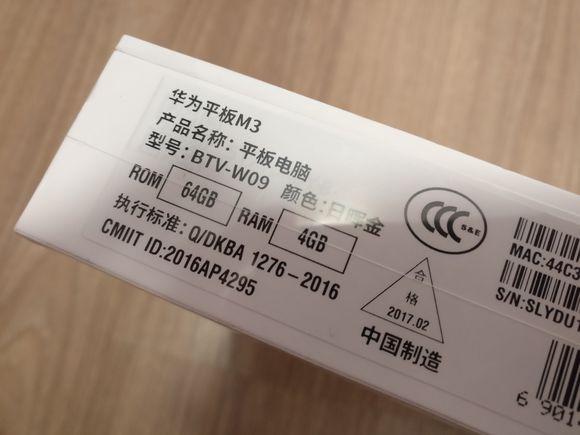 华为平板M3
产品名称：平板电脑
型号：BTV-W09 颜色：日晖金
ROM 64GB RAM 4GB
执行标准：Q/DKBA 1276-2016
CMIIT ID:2016AP4295
CCC S&E
合
格
2017.02
中国制造
MAC:44C3
S/N:SLYDU
6 901